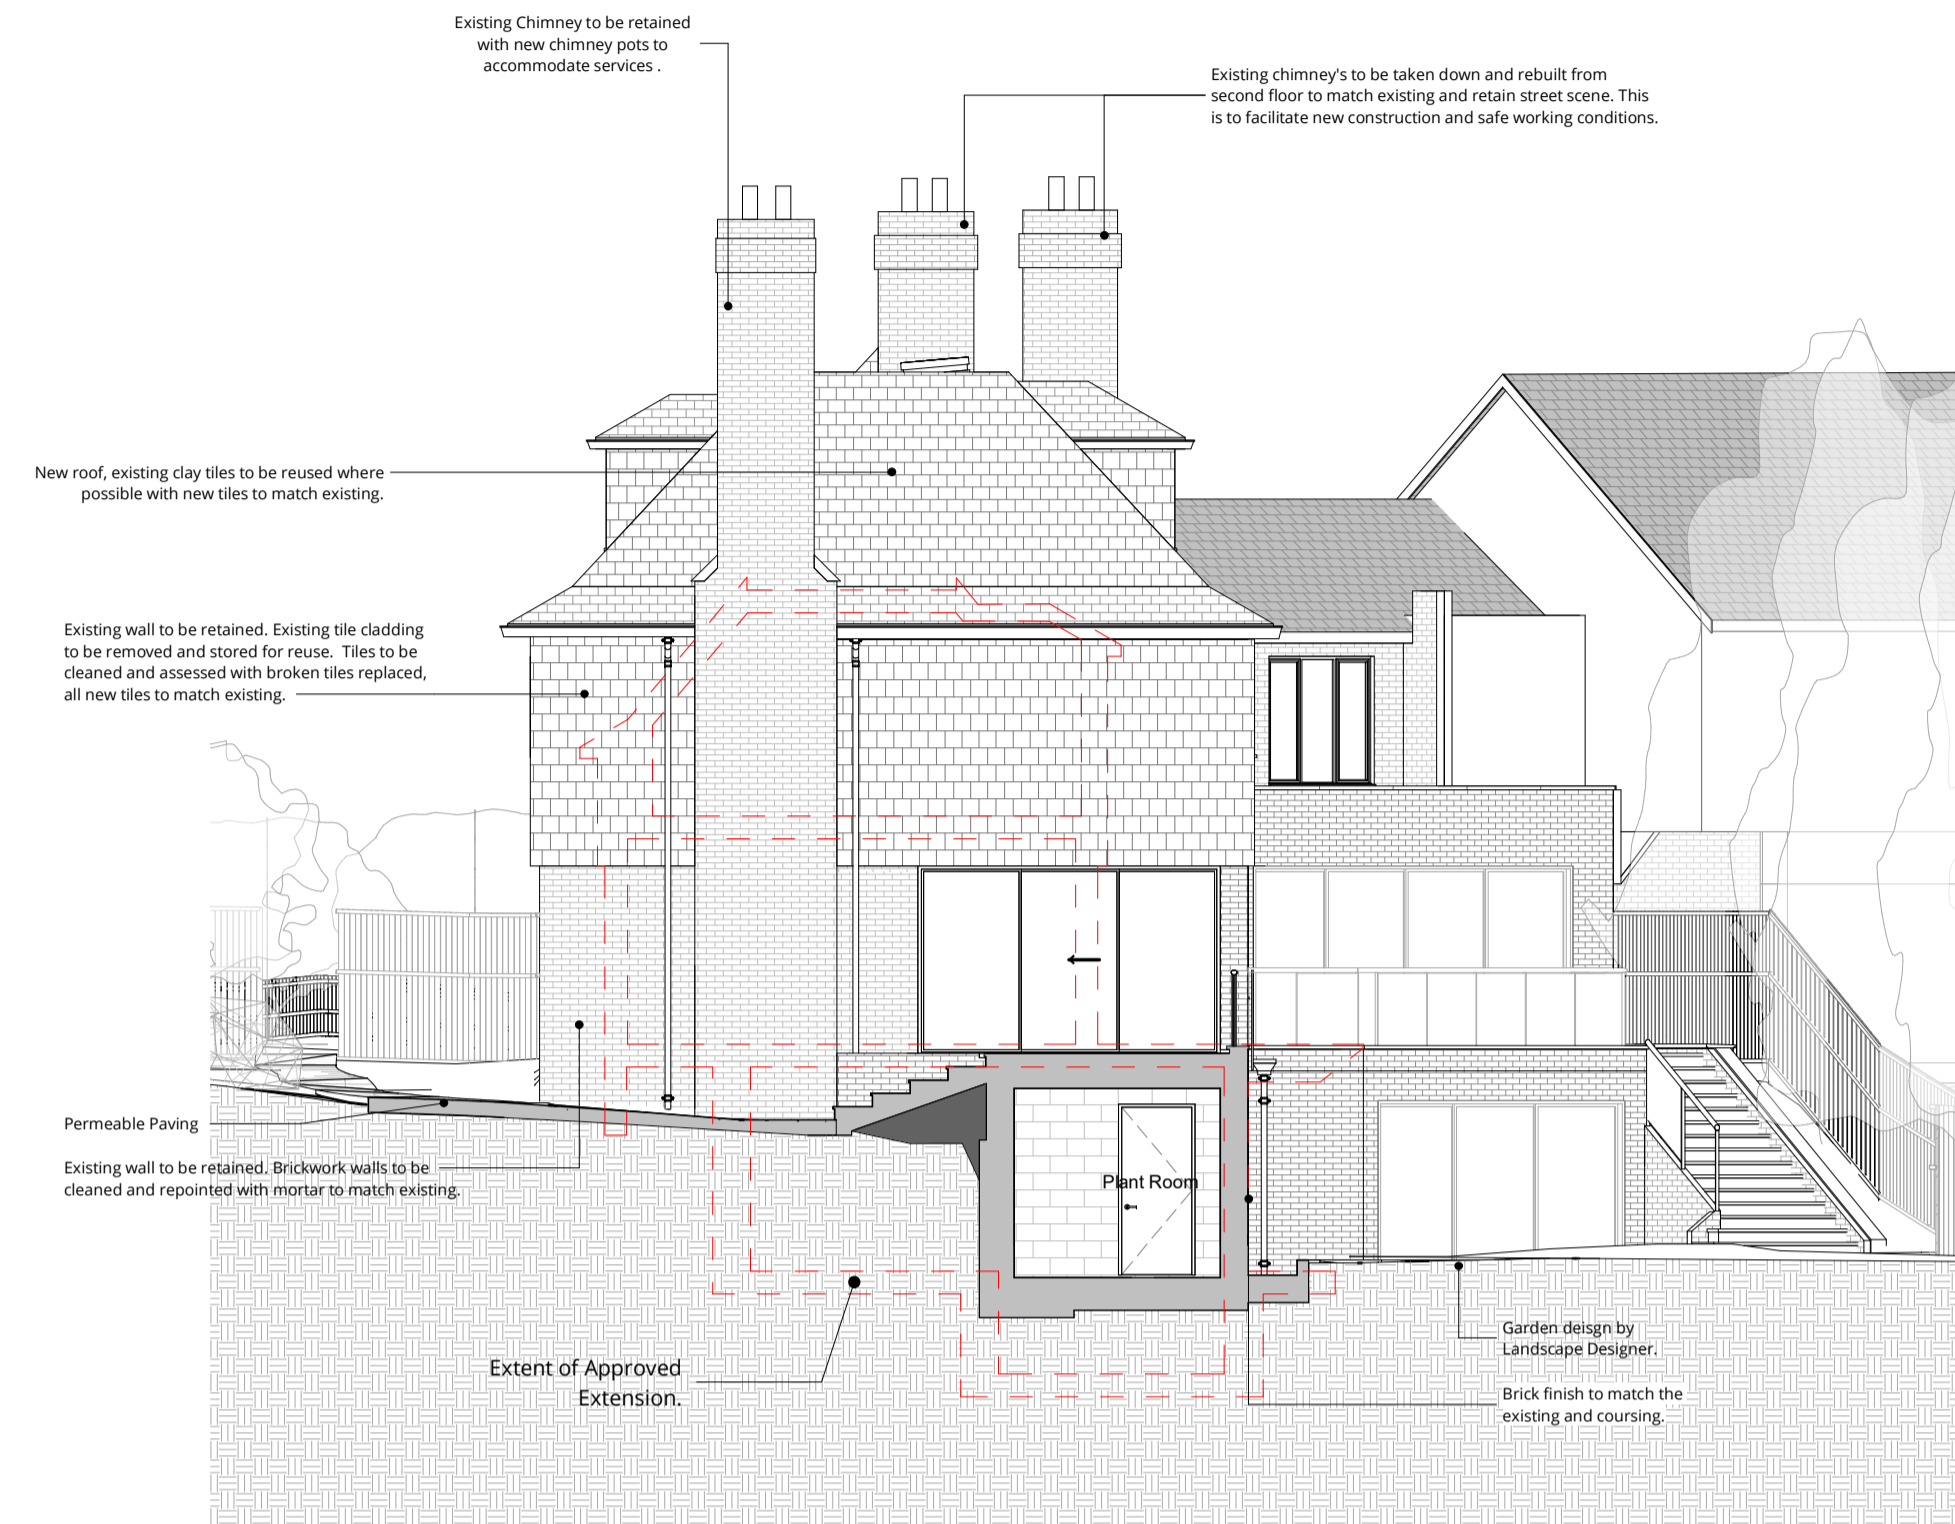 Existing Chimney to be retained
with new chimney pots to
accommodate services .
Existing chimney's to be taken down and rebuilt from
second floor to match existing and retain street scene. This
is to facilitate new construction and safe working conditions.
New roof, existing clay tiles to be reused where
possible with new tiles to match existing.
Existing wall to be retained. Existing tile cladding
to be removed and stored for reuse. Tiles to be
cleaned and assessed with broken tiles replaced,
all new tiles to match existing.
Permeable Paving
Existing wall to be retained. Brickwork walls to be
cleaned and repointed with mortar to match existing.
Plant Room
Extent of Approved
Extension.
Garden deisgn by
Landscape Designer.
Brick finish to match the
existing and coursing.